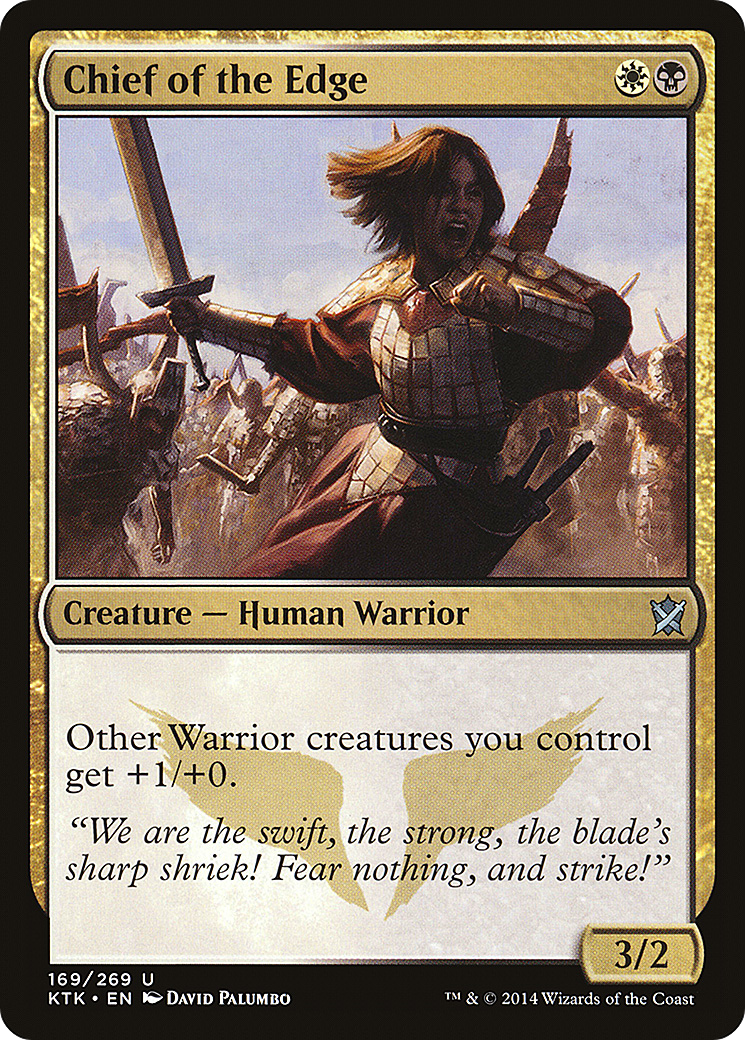 Chief of the Edge
Creature — Human Warrior
Other Warrior creatures you control
get +1/+0.
“We are the swift, the strong, the blade’s
sharp shriek! Fear nothing, and strike!”
3/2
169/269 U
KTK • EN David Palumbo
™ & © 2014 Wizards of the Coast